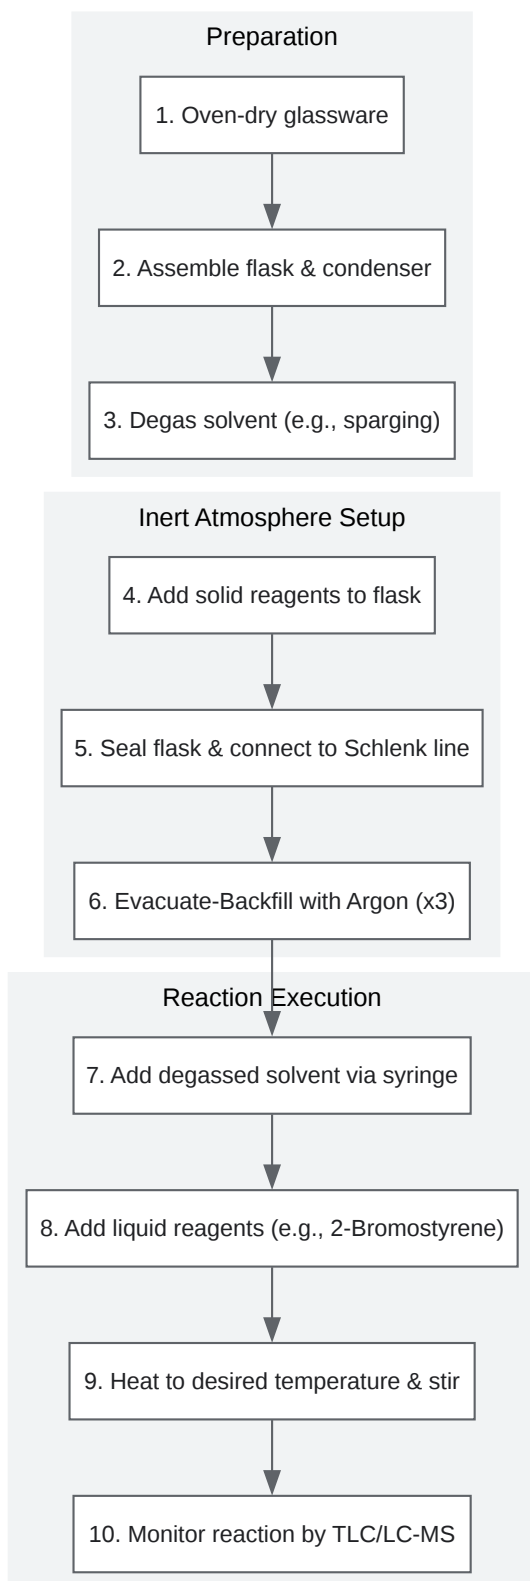 Preparation
1. Oven-dry glassware
2. Assemble flask & condenser
3. Degas solvent (e.g., sparging)
Inert Atmosphere Setup
4. Add solid reagents to flask
5. Seal flask & connect to Schlenk line
6. Evacuate-Backfill with Argon (x3)
Reaction Execution
7. Add degassed solvent via syringe
8. Add liquid reagents (e.g., 2-Bromostyrene)
9. Heat to desired temperature & stir
10. Monitor reaction by TLC/LC-MS